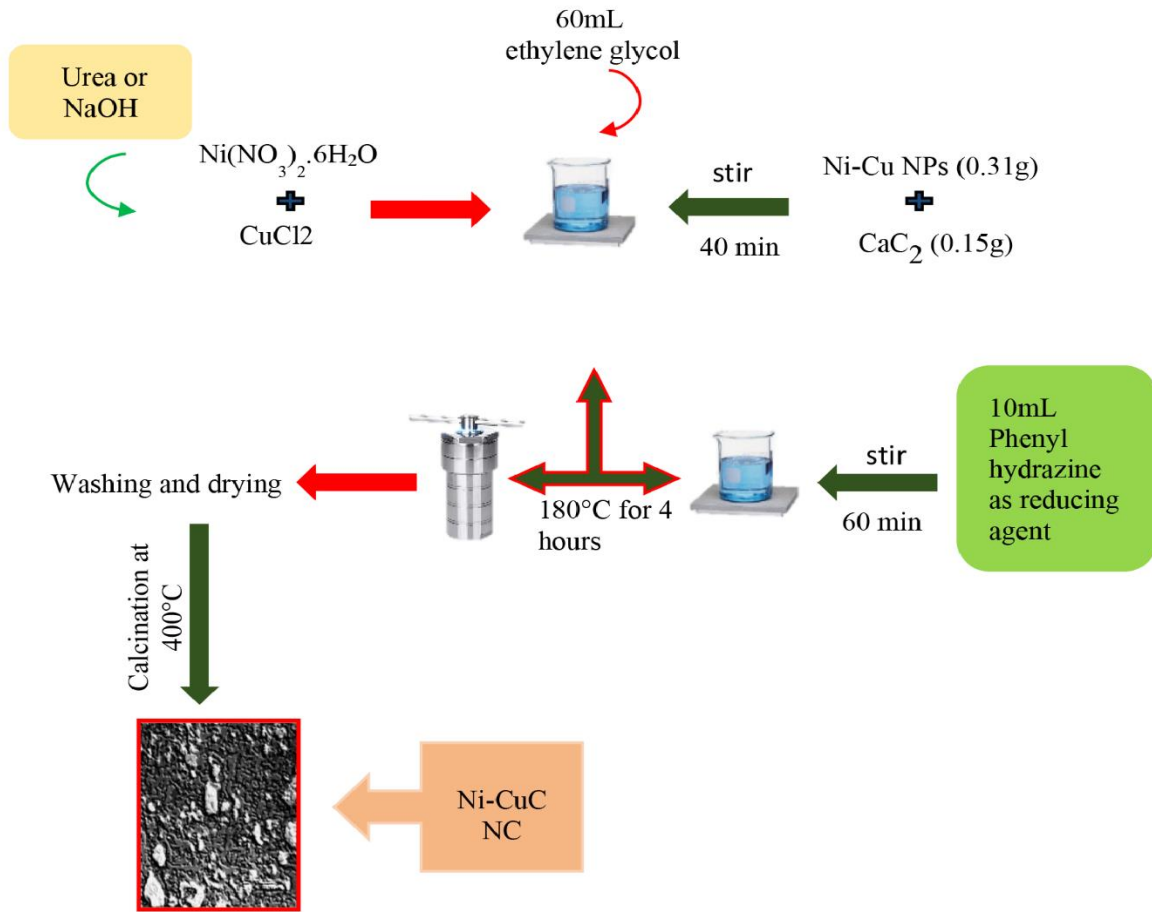 60mL
ethylene glycol
Urea or
NaOH
Ni(NO3)2.6H2O
CuCl2
stir
40 min
Ni-Cu NPs (0.31g)
CaC2 (0.15g)
10mL
Phenyl
hydrazine
as reducing
agent
stir
60 min
180°C for 4
hours
Washing and drying
Calcination at
400°C
Ni-CuC
NC